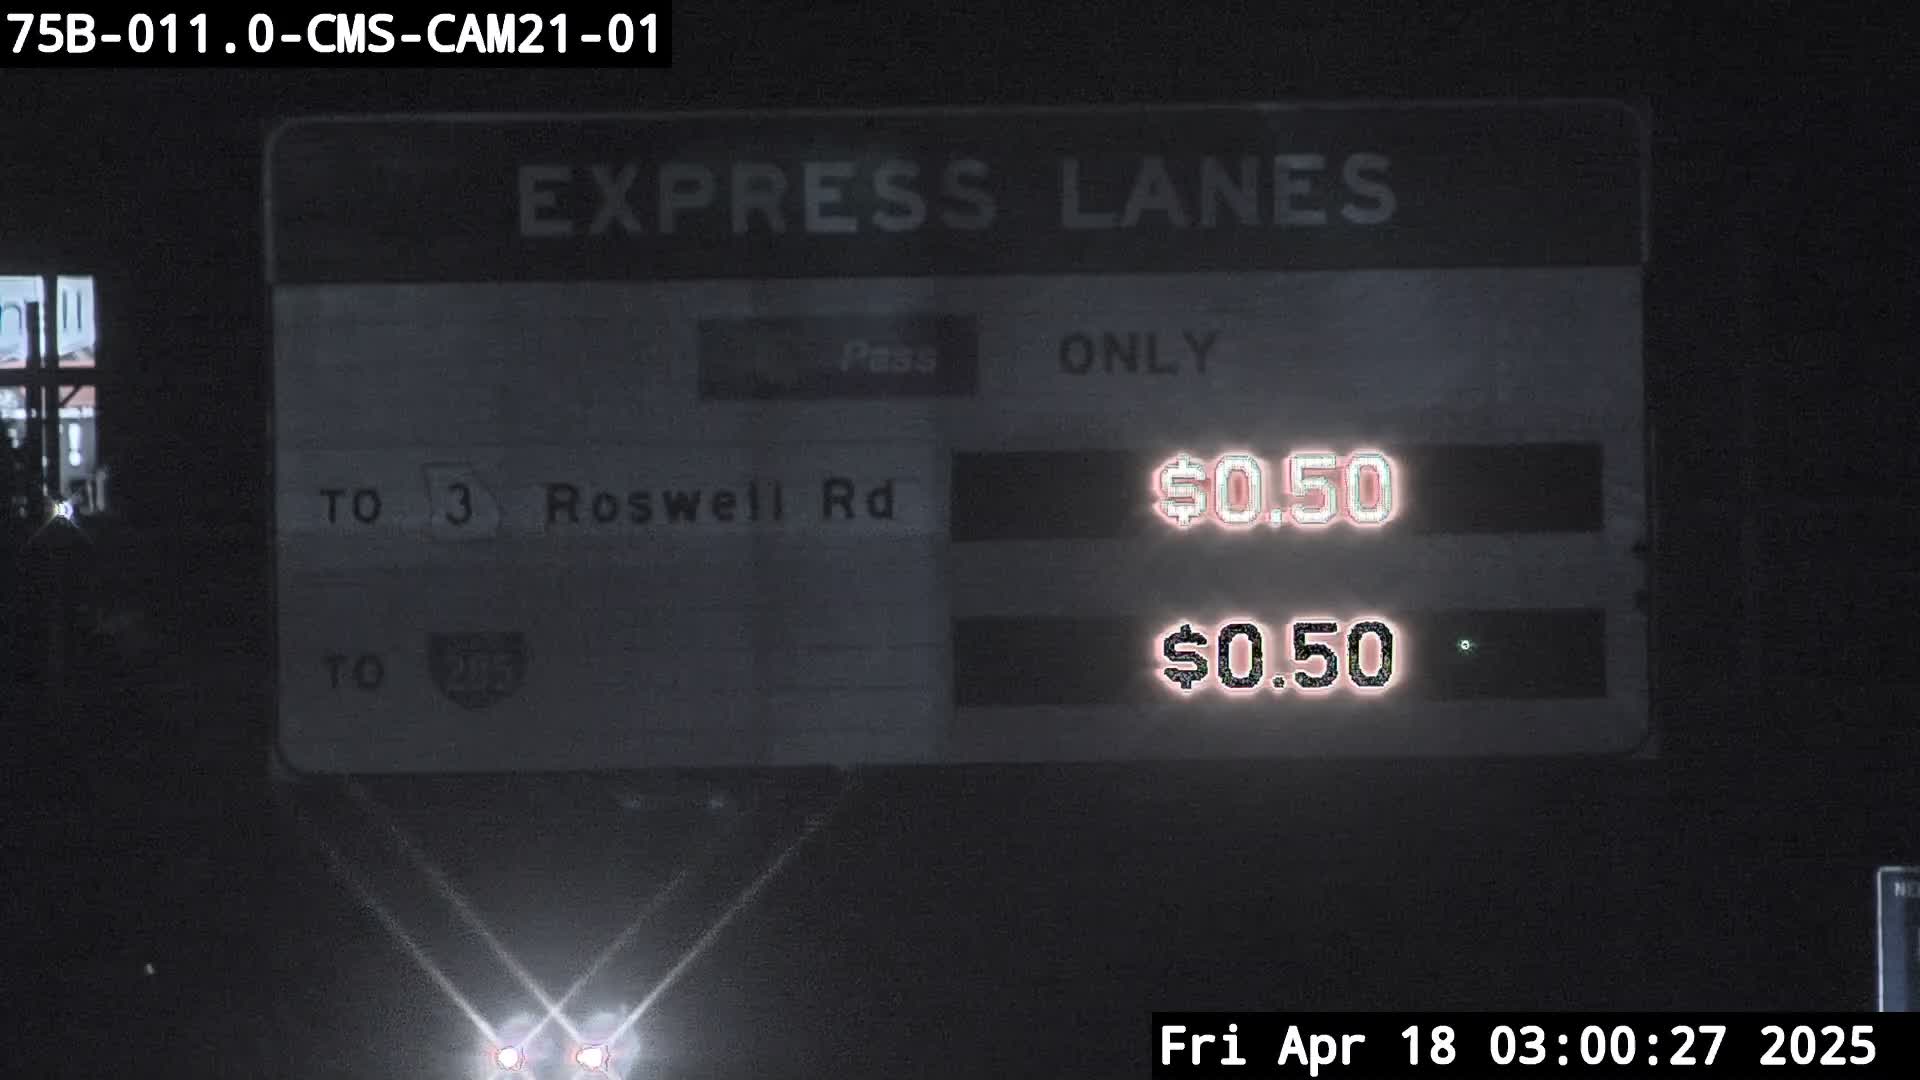 75B-011.0-CMS-CAM21-01
EXPRESS LANES
Pass ONLY
TO 3 Roswell Rd $0.50
TO 285 $0.50
Fri Apr 18 03:00:27 2025